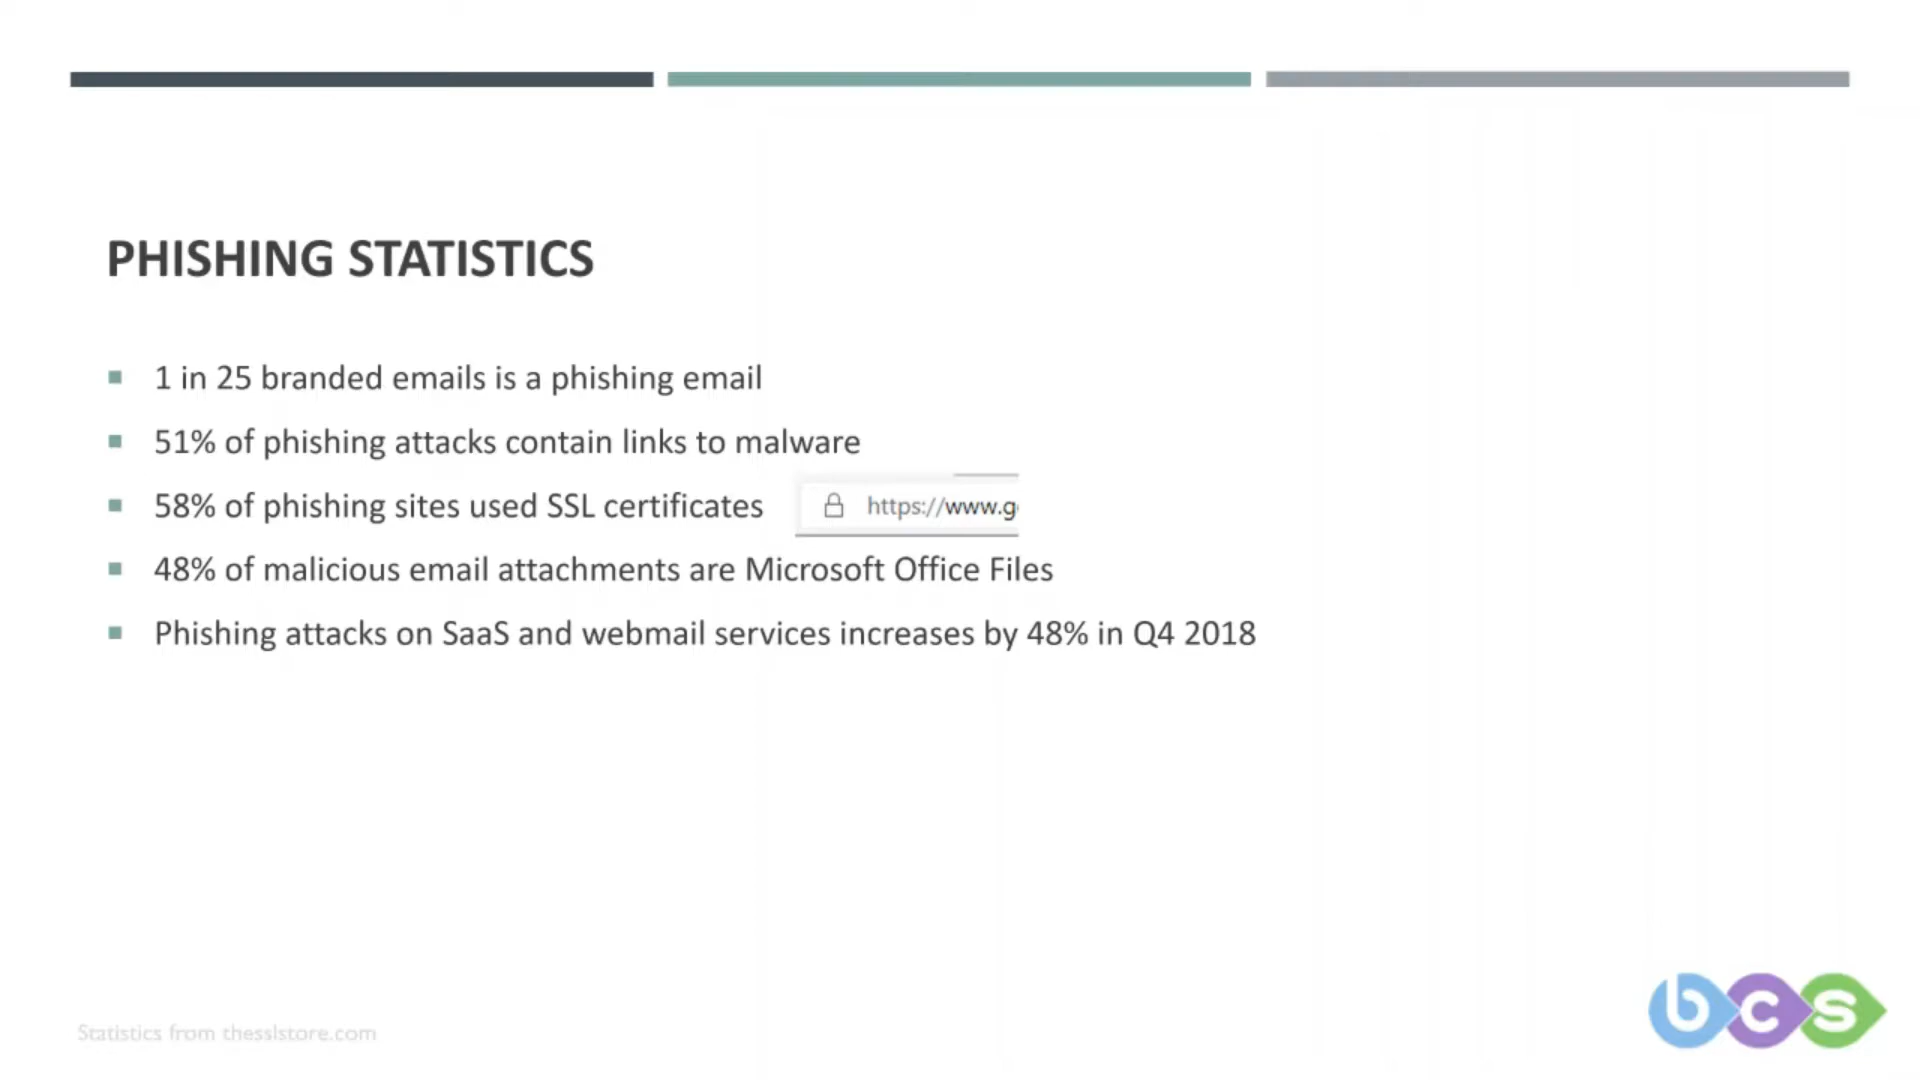 PHISHING STATISTICS
1 in 25 branded emails is a phishing email
51% of phishing attacks contain links to malware
58% of phishing sites used SSL certificates
https://www.g
48% of malicious email attachments are Microsoft Office Files
Phishing attacks on SaaS and webmail services increases by 48% in Q4 2018
Statistics from thesslstore.com
bcs